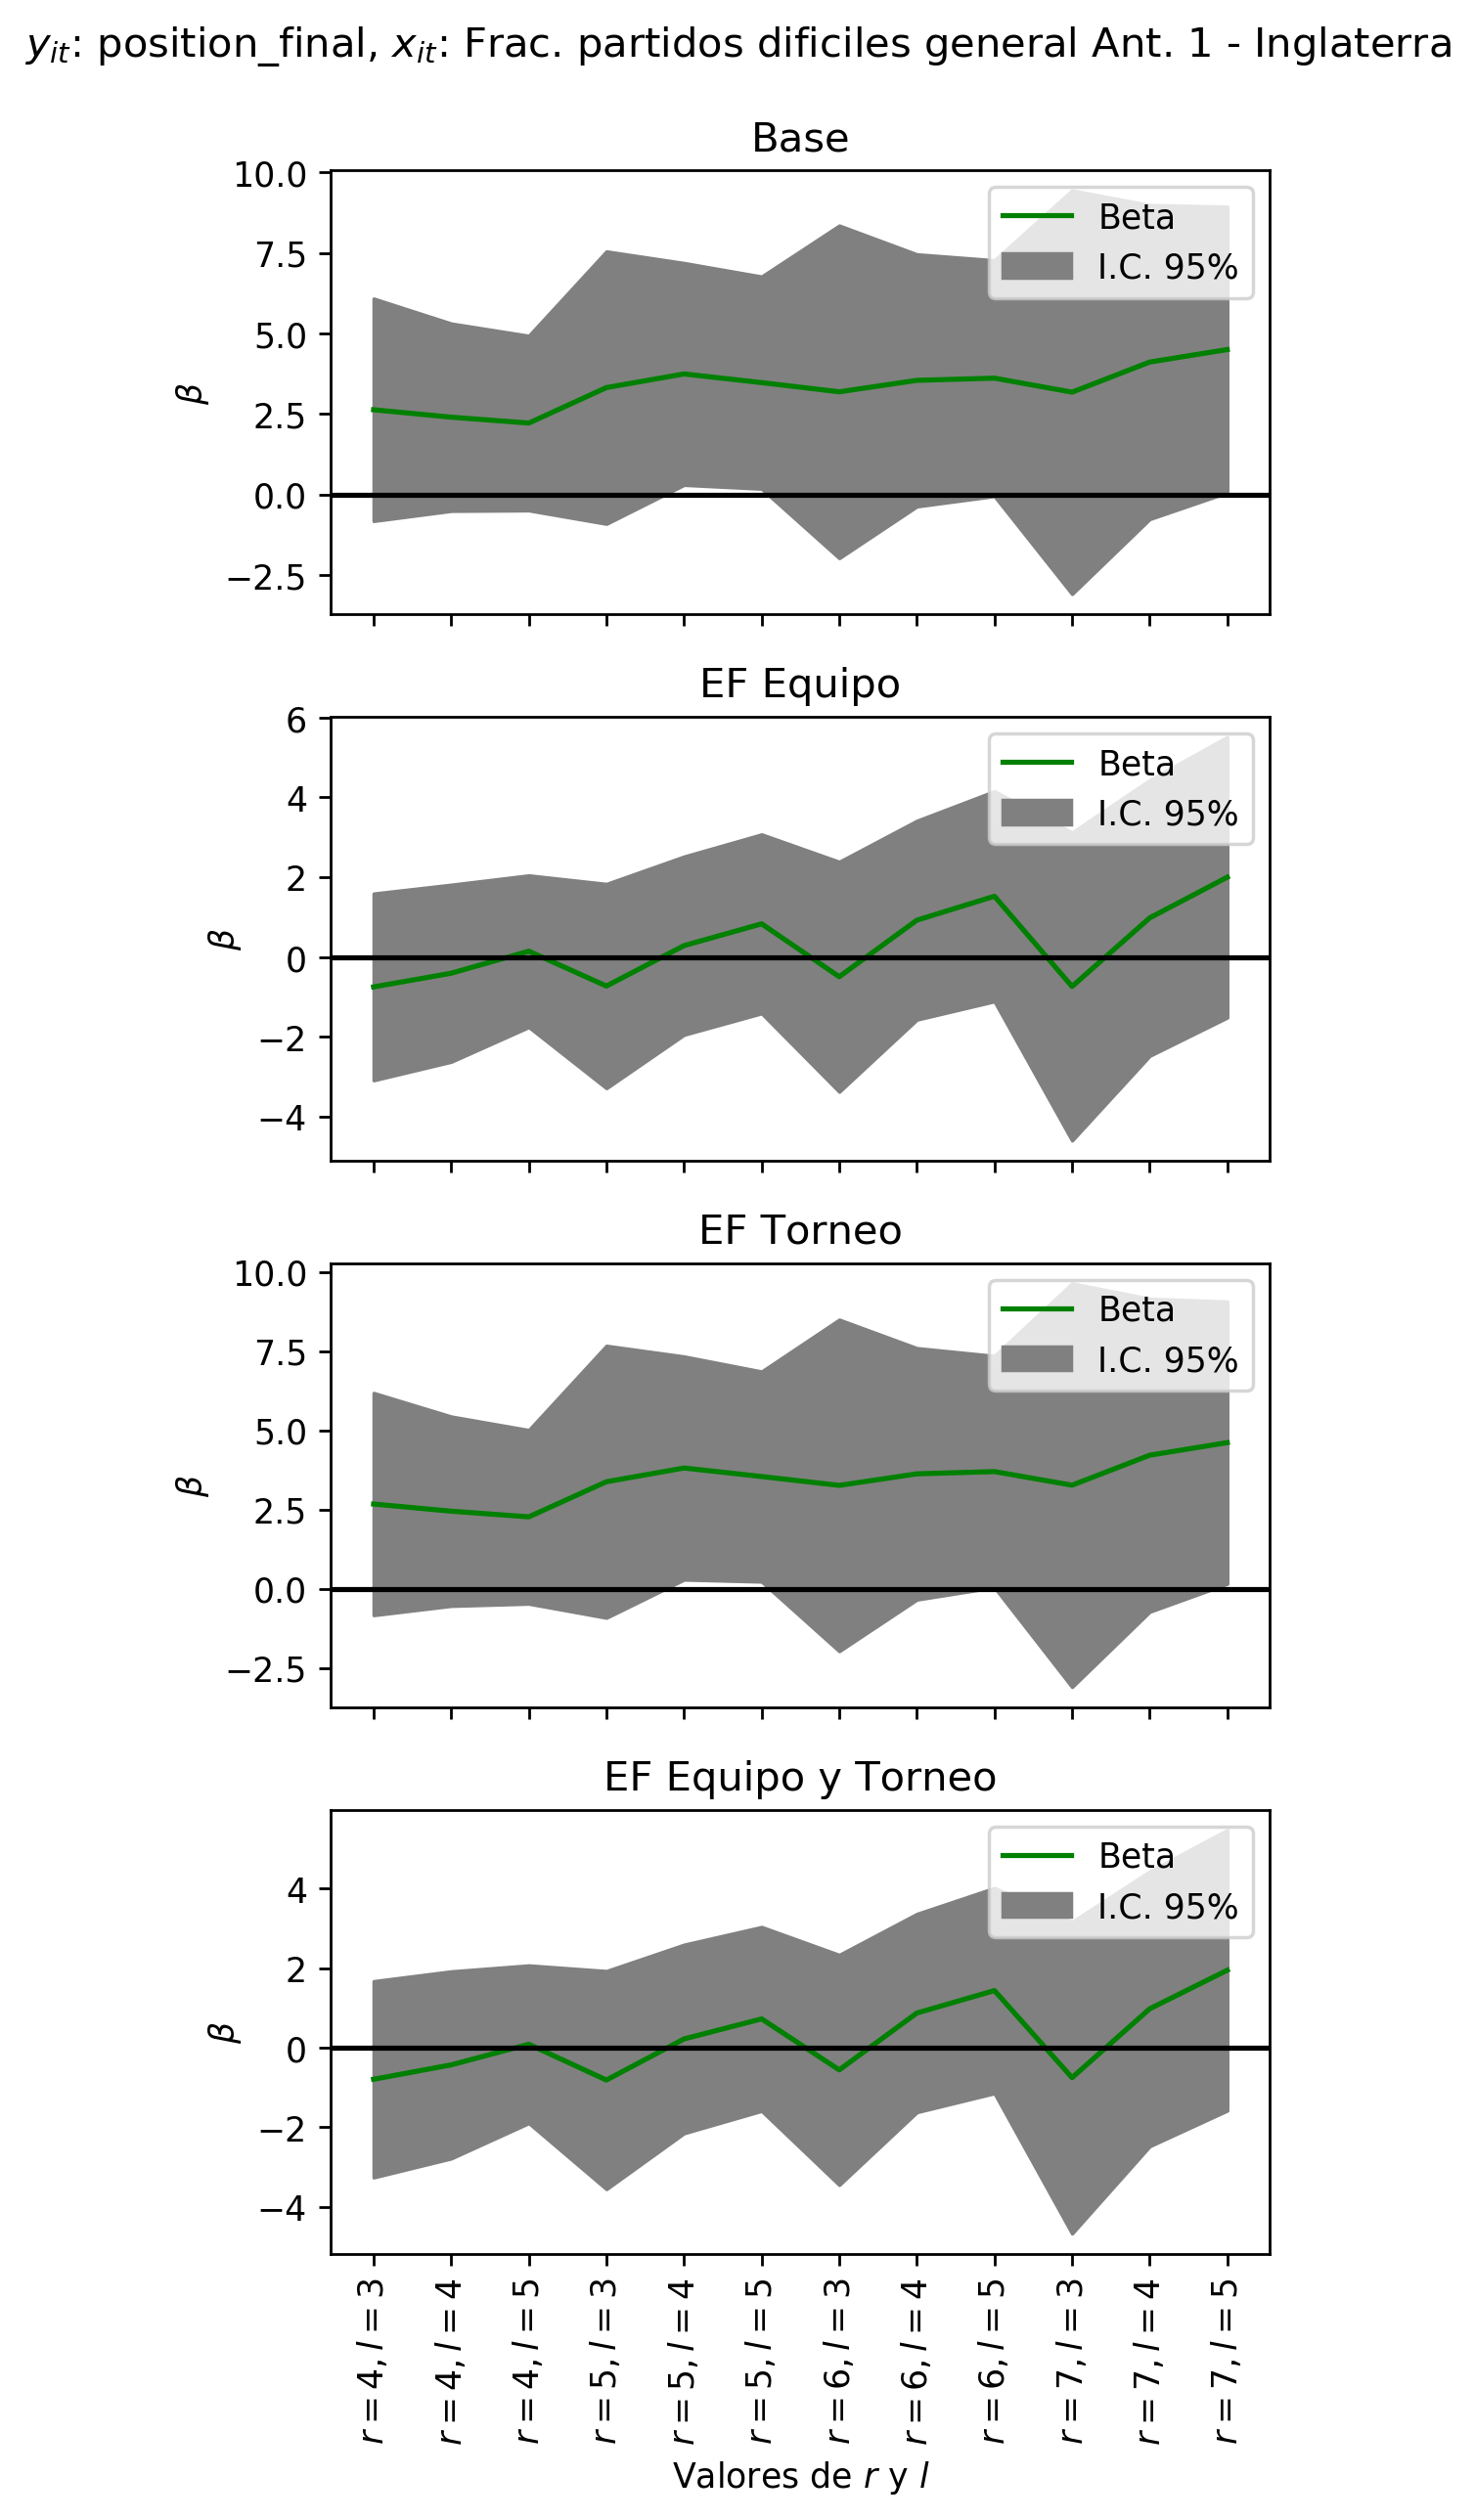 y_it: position_final, x_it: Frac. partidos dificiles general Ant. 1 - Inglaterra
Base
10.0
7.5
5.0
2.5
0.0
−2.5
β
Beta
I.C. 95%
EF Equipo
6
4
2
0
−2
−4
β
Beta
I.C. 95%
EF Torneo
10.0
7.5
5.0
2.5
0.0
−2.5
β
Beta
I.C. 95%
EF Equipo y Torneo
4
2
0
−2
−4
β
Beta
I.C. 95%
r = 4, l = 3
r = 4, l = 4
r = 4, l = 5
r = 5, l = 3
r = 5, l = 4
r = 5, l = 5
r = 6, l = 3
r = 6, l = 4
r = 6, l = 5
r = 7, l = 3
r = 7, l = 4
r = 7, l = 5
Valores de r y l